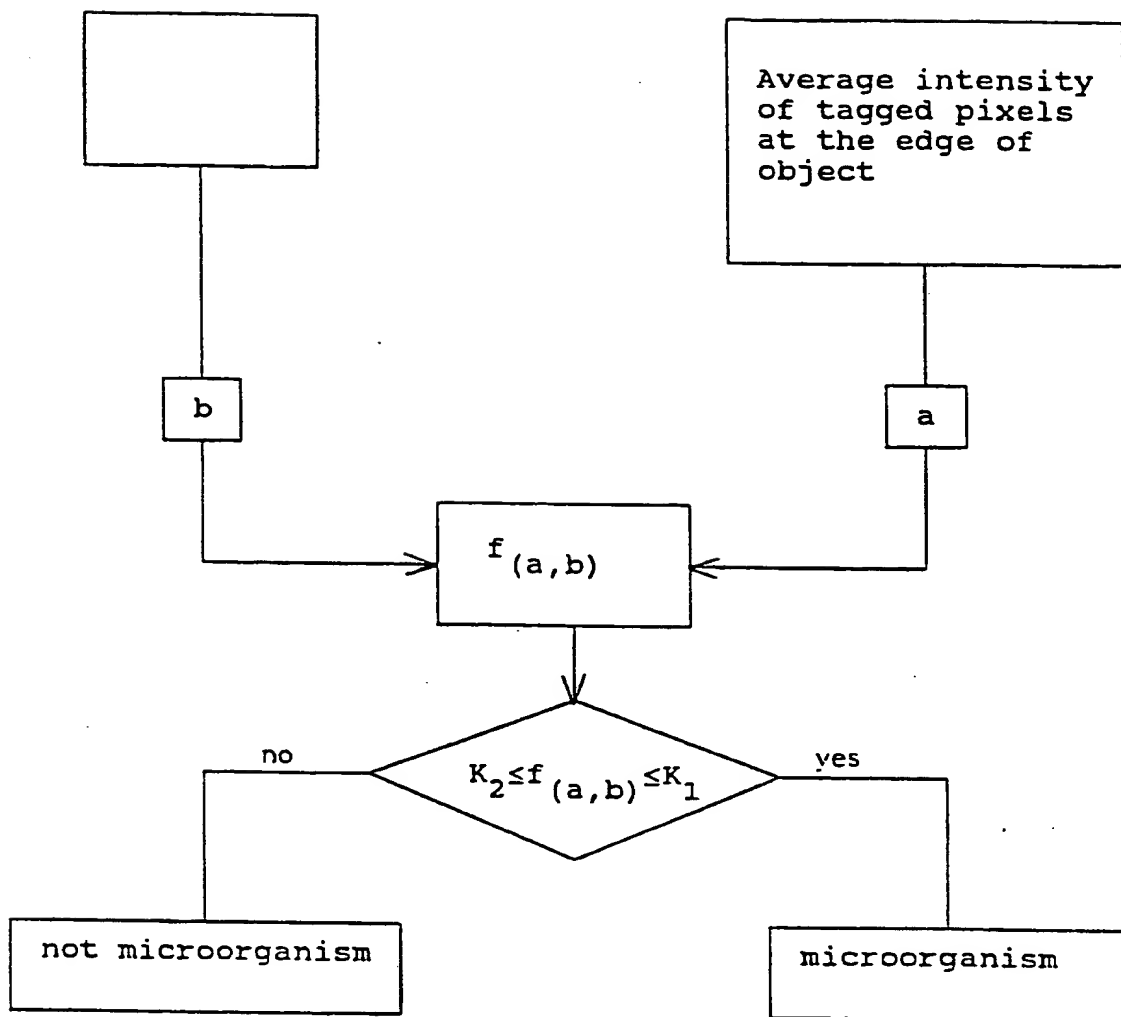 Average intensity
of tagged pixels
at the edge of
object
b
a
f(a,b)
no
K2≤f(a,b)≤K1
yes
not microorganism
microorganism